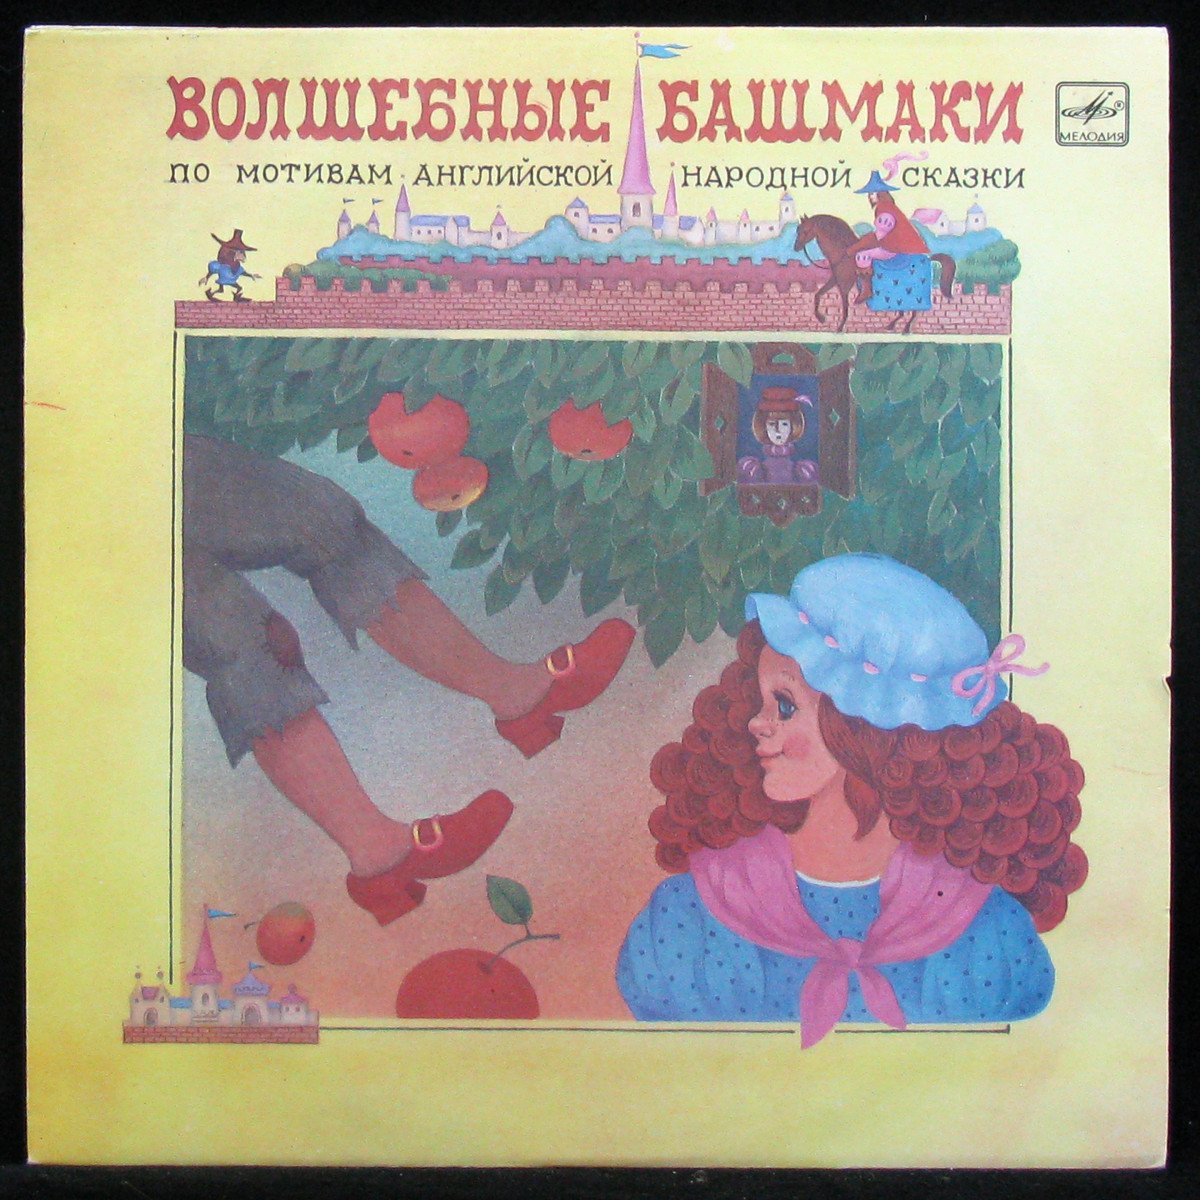 ВОЛШЕБНЫЕ БАШМАКИ
ПО МОТИВАМ АНГЛИЙСКОЙ НАРОДНОЙ СКАЗКИ
МЕЛОДИЯ